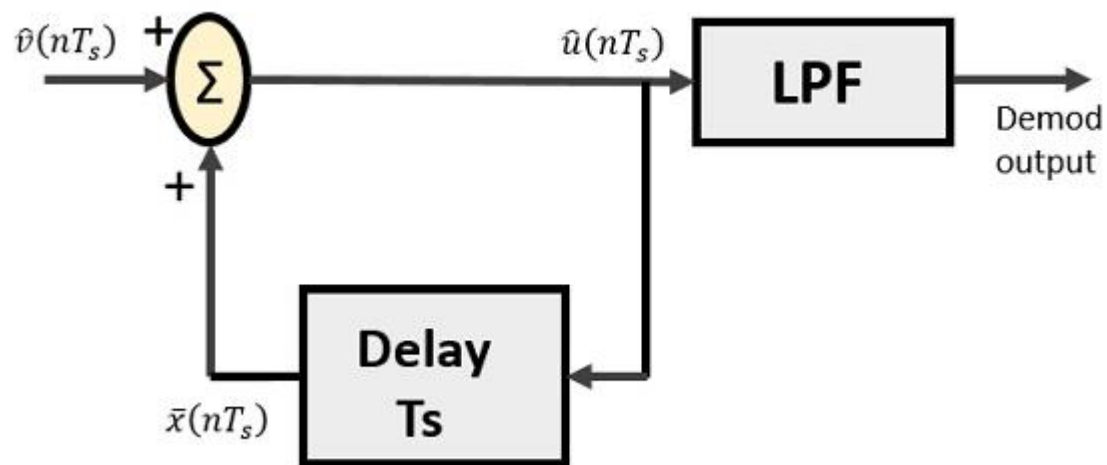 v̂(nTₛ)
+
Σ
û(nTₛ)
LPF
Demod
output
+
Delay
Ts
x̄(nTₛ)